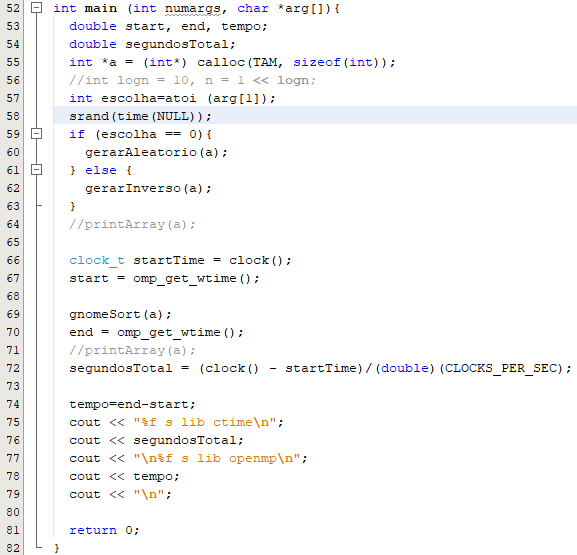 52 int main (int numargs, char *arg[]){
53 double start, end, tempo;
54 double segundosTotal;
55 int *a = (int*) calloc(TAM, sizeof(int));
56 //int logn = 10, n = 1 << logn;
57 int escolha=atoi (arg[1]);
58 srand(time(NULL));
59 if (escolha == 0){
60 gerarAleatorio(a);
61 } else {
62 gerarInverso(a);
63 }
64 //printArray(a);
65
66 clock_t startTime = clock();
67 start = omp_get_wtime();
68
69 gnomeSort(a);
70 end = omp_get_wtime();
71 //printArray(a);
72 segundosTotal = (clock() - startTime)/(double)(CLOCKS_PER_SEC);
73
74 tempo=end-start;
75 cout << "%f s lib ctime\n";
76 cout << segundosTotal;
77 cout << "\n%f s lib openmp\n";
78 cout << tempo;
79 cout << "\n";
80
81 return 0;
82 }